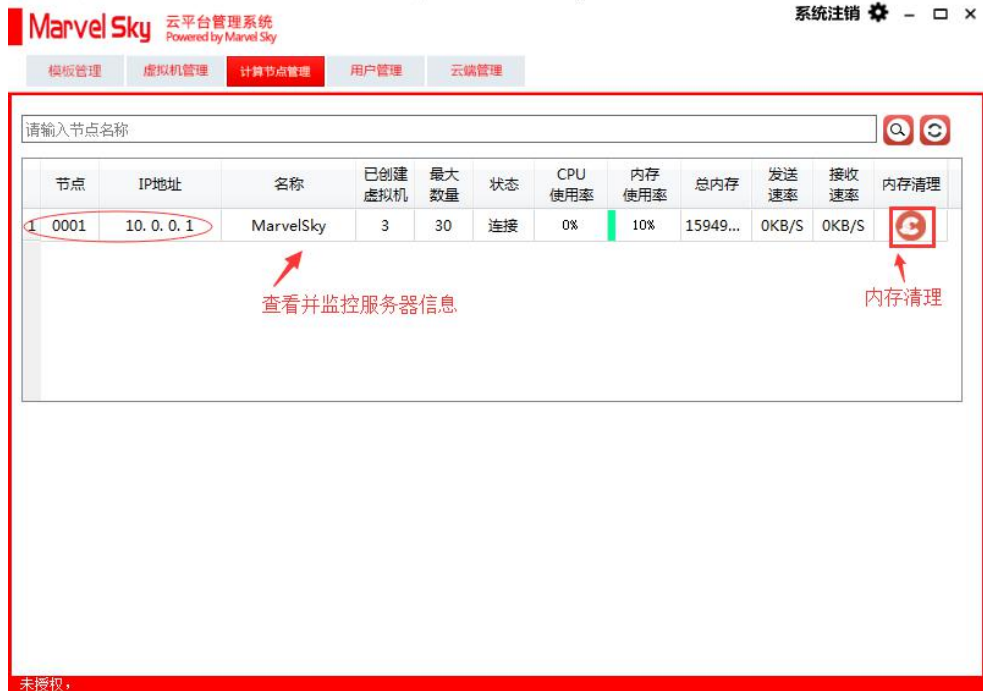 系统注销
Marvel Sky 云平台管理系统
Powered by Marvel Sky
模板管理 虚拟机管理 计算节点管理 用户管理 云端管理
请输入节点名称
节点 IP地址 名称 已创建虚拟机 最大数量 状态 CPU使用率 内存使用率 总内存 发送速率 接收速率 内存清理
1 0001 10.0.0.1 MarvelSky 3 30 连接 0% 10% 15949... 0KB/S 0KB/S
查看并监控服务器信息
内存清理
未授权，